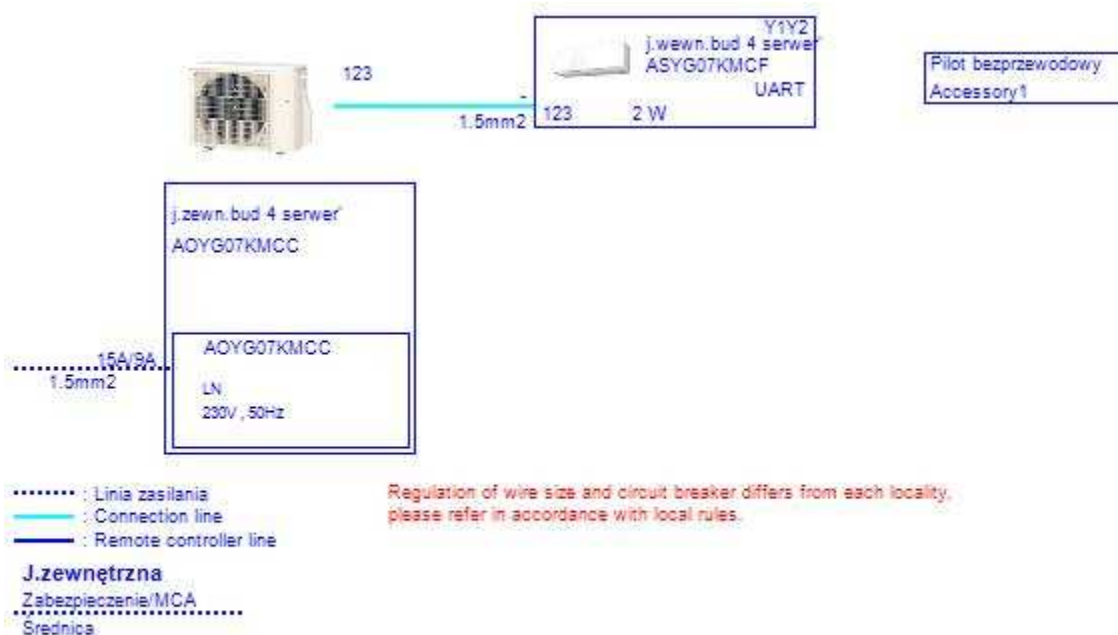 Y1Y2
j.wewn.bud 4 serwer'
ASYG07KMCF
UART
123
2 W
123
-
1.5mm2
Pilot bezprzewodowy
Accessory1
j.zewn.bud 4 serwer'
AOYG07KMCC
15A/9A
1.5mm2
AOYG07KMCC
LN
230V , 50Hz
: Linia zasilania
: Connection line
: Remote controller line
Regulation of wire size and circuit breaker differs from each locality,
please refer in accordance with local rules.
J.zewnętrzna
Zabezpieczenie/MCA
Średnica